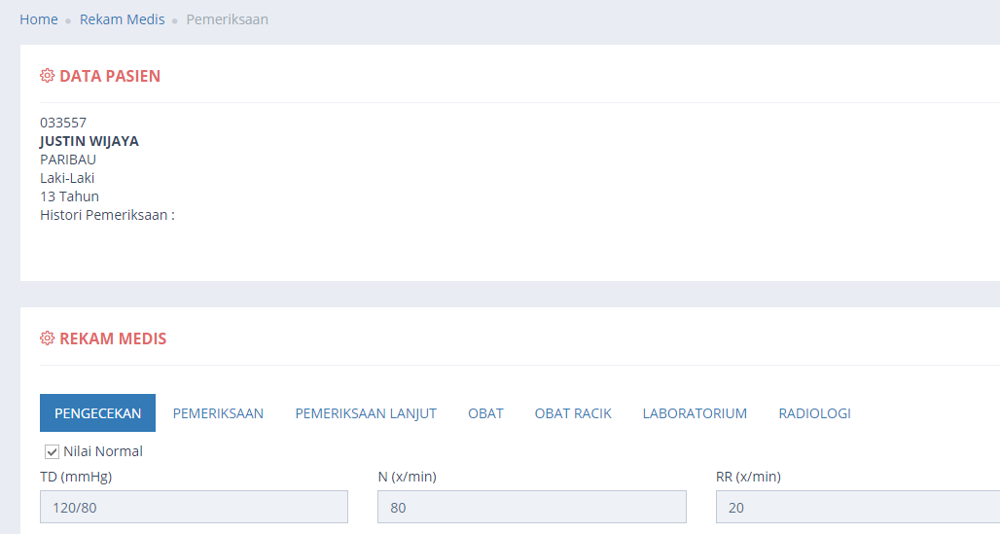 Home Rekam Medis Pemeriksaan
DATA PASIEN
033557
JUSTIN WIJAYA
PARIBAU
Laki-Laki
13 Tahun
Histori Pemeriksaan :
REKAM MEDIS
PENGECEKAN PEMERIKSAAN PEMERIKSAAN LANJUT OBAT OBAT RACIK LABORATORIUM RADIOLOGI
Nilai Normal
TD (mmHg) N (x/min) RR (x/min)
120/80 80 20